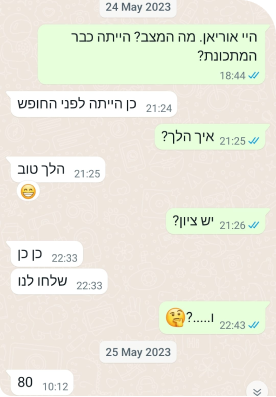 24 May 2023
היי אוריאן. מה המצב? הייתה כבר
המתכונת?
18:44
כן הייתה לפני החופש
21:24
איך הלך?
21:25
הלך טוב
21:25
😁
יש ציון?
21:26
כן כן
22:33
שלחו לנו
22:33
ו.....?🤔
22:43
25 May 2023
80
10:12